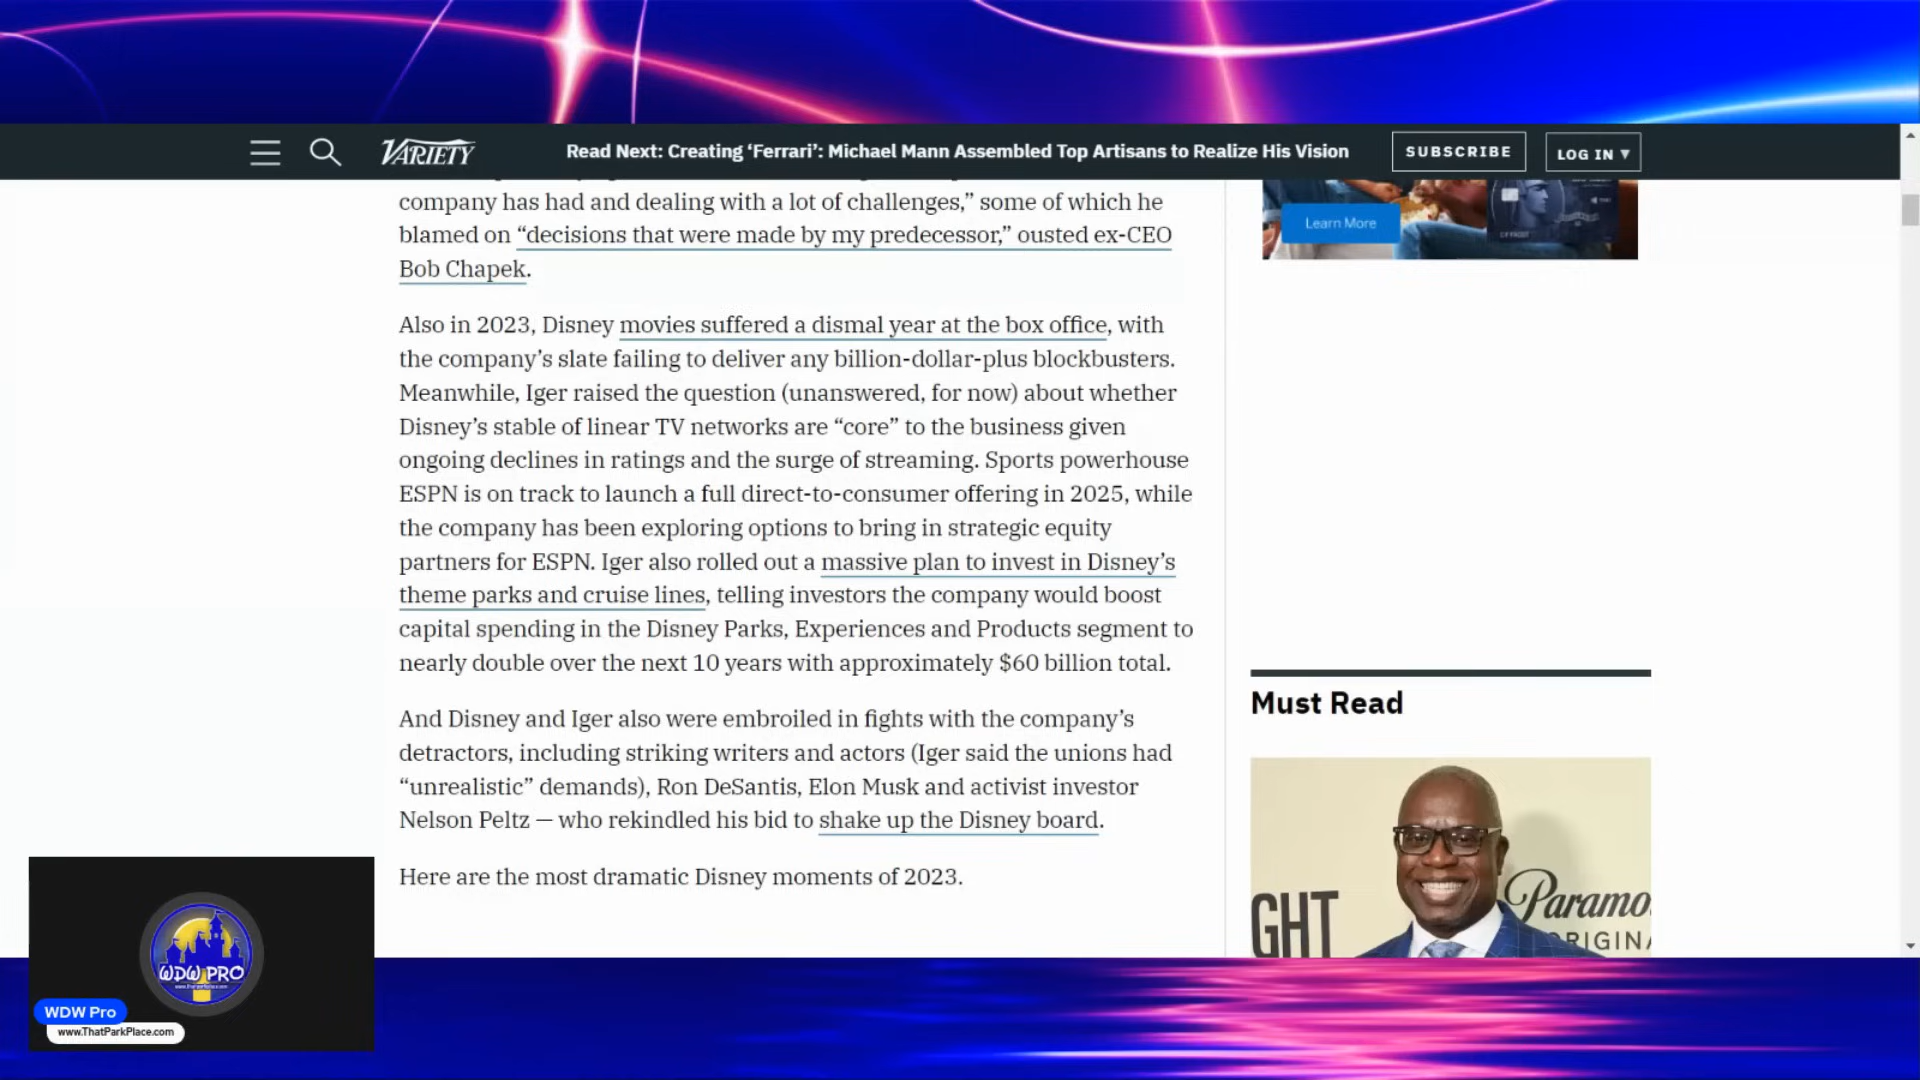 VARIETY
Read Next: Creating ‘Ferrari’: Michael Mann Assembled Top Artisans to Realize His Vision
SUBSCRIBE
LOG IN ▾
company has had and dealing with a lot of challenges,” some of which he
blamed on “decisions that were made by my predecessor,” ousted ex-CEO
Bob Chapek.
Also in 2023, Disney movies suffered a dismal year at the box office, with
the company’s slate failing to deliver any billion-dollar-plus blockbusters.
Meanwhile, Iger raised the question (unanswered, for now) about whether
Disney’s stable of linear TV networks are “core” to the business given
ongoing declines in ratings and the surge of streaming. Sports powerhouse
ESPN is on track to launch a full direct-to-consumer offering in 2025, while
the company has been exploring options to bring in strategic equity
partners for ESPN. Iger also rolled out a massive plan to invest in Disney’s
theme parks and cruise lines, telling investors the company would boost
capital spending in the Disney Parks, Experiences and Products segment to
nearly double over the next 10 years with approximately $60 billion total.
And Disney and Iger also were embroiled in fights with the company’s
detractors, including striking writers and actors (Iger said the unions had
“unrealistic” demands), Ron DeSantis, Elon Musk and activist investor
Nelson Peltz — who rekindled his bid to shake up the Disney board.
Here are the most dramatic Disney moments of 2023.
Learn More
Must Read
GHT
Paramo
ORIGINA
WDW PRO
WDW Pro
www.ThatParkPlace.com